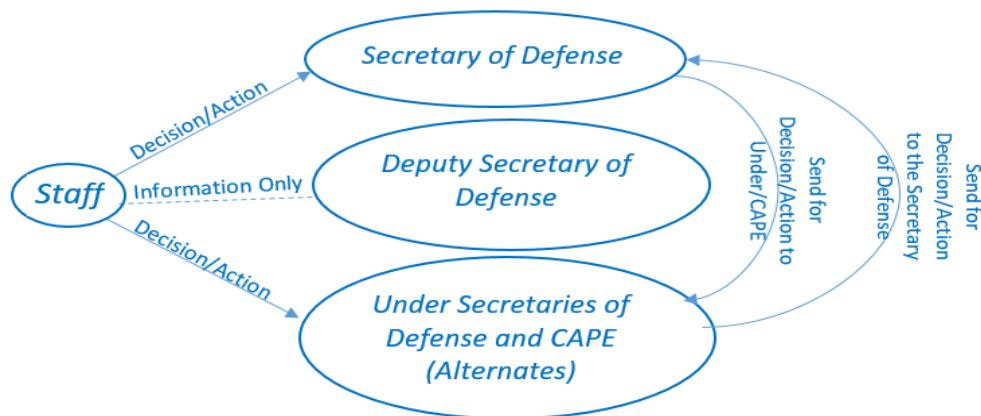 Secretary of Defense
Decision/Action
Deputy Secretary of
Defense
Staff
Information Only
Decision/Action
Under Secretaries of
Defense and CAPE
(Alternates)
Send for
Decision/Action to
Under/CAPE
Send for
Decision/Action
to the Secretary
of Defense